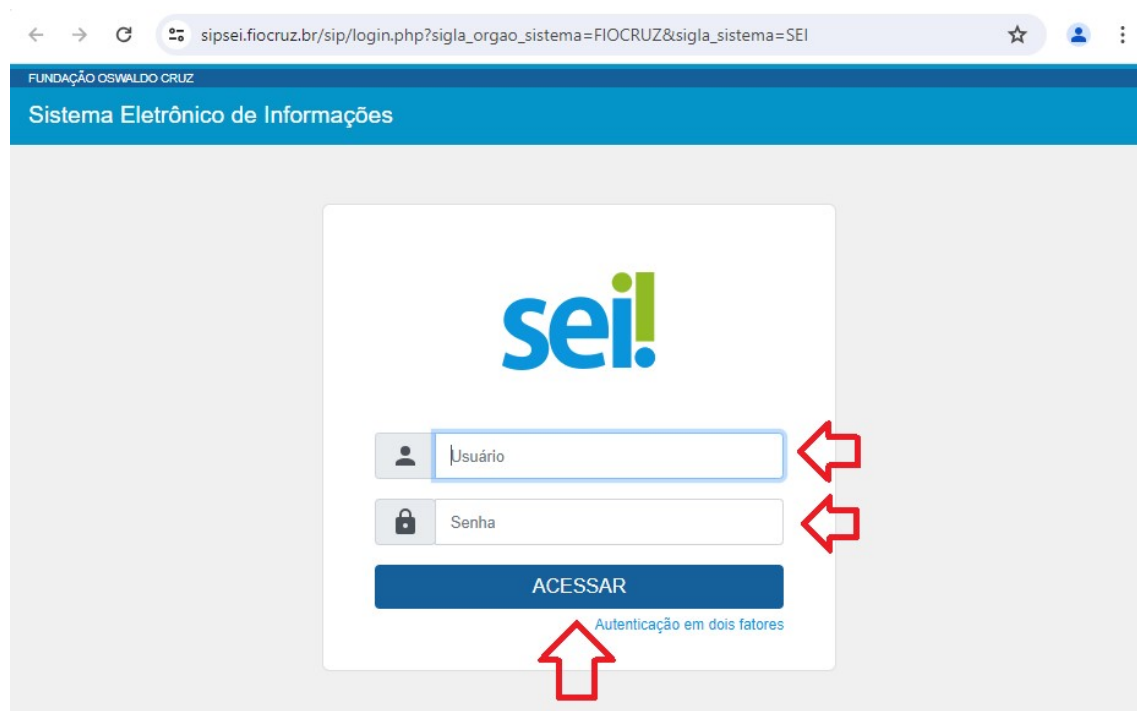 sipsei.fiocruz.br/sip/login.php?sigla_orgao_sistema=FIOCRUZ&sigla_sistema=SEI
FUNDAÇÃO OSWALDO CRUZ
Sistema Eletrônico de Informações
sei!
Usuário
Senha
ACESSAR
Autenticação em dois fatores